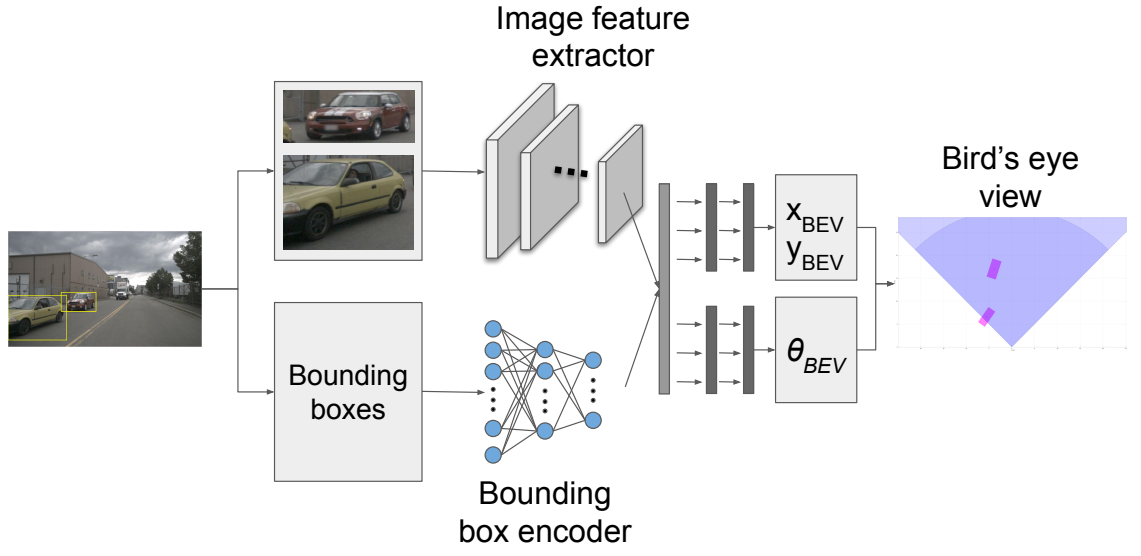 Image feature
extractor
Bird's eye
view
x_BEV
y_BEV
Bounding
boxes
θ_BEV
Bounding
box encoder